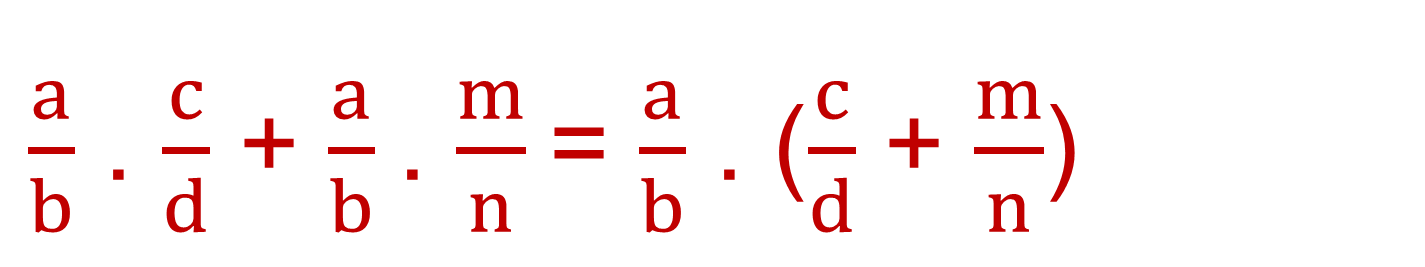 a/b . c/d + a/b . m/n = a/b . (c/d + m/n)